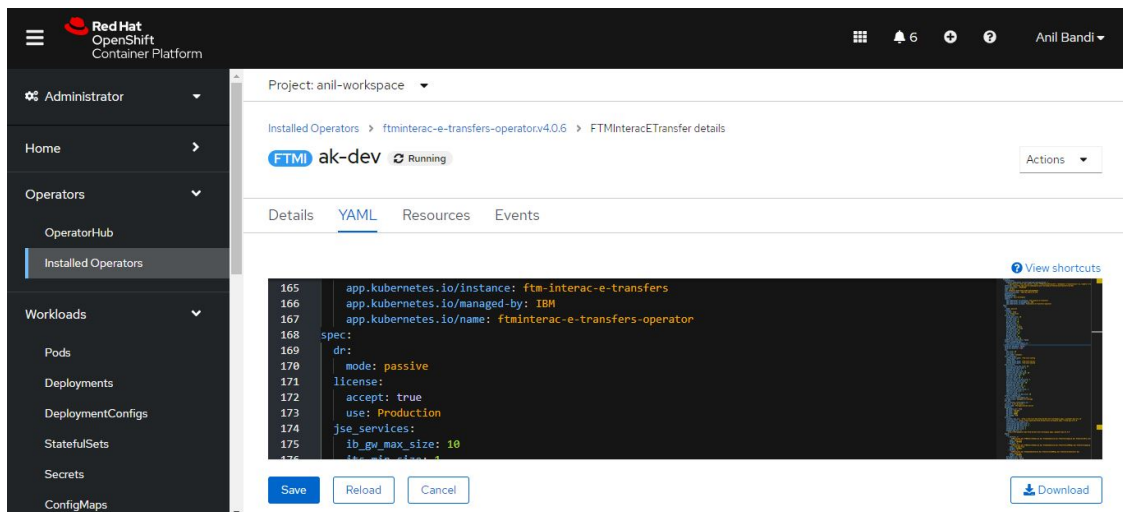 Red Hat
OpenShift
Container Platform
6
Anil Bandi
Administrator
Home
Operators
OperatorHub
Installed Operators
Workloads
Pods
Deployments
DeploymentConfigs
StatefulSets
Secrets
ConfigMaps
Project: anil-workspace
Installed Operators > ftminterac-e-transfers-operator.v4.0.6 > FTMInteracETransfer details
FTMI ak-dev Running
Actions
Details YAML Resources Events
View shortcuts
165 app.kubernetes.io/instance: ftm-interac-e-transfers
166 app.kubernetes.io/managed-by: IBM
167 app.kubernetes.io/name: ftminterac-e-transfers-operator
168 spec:
169 dr:
170 mode: passive
171 license:
172 accept: true
173 use: Production
174 jse_services:
175 ib_gw_max_size: 10
Save Reload Cancel Download